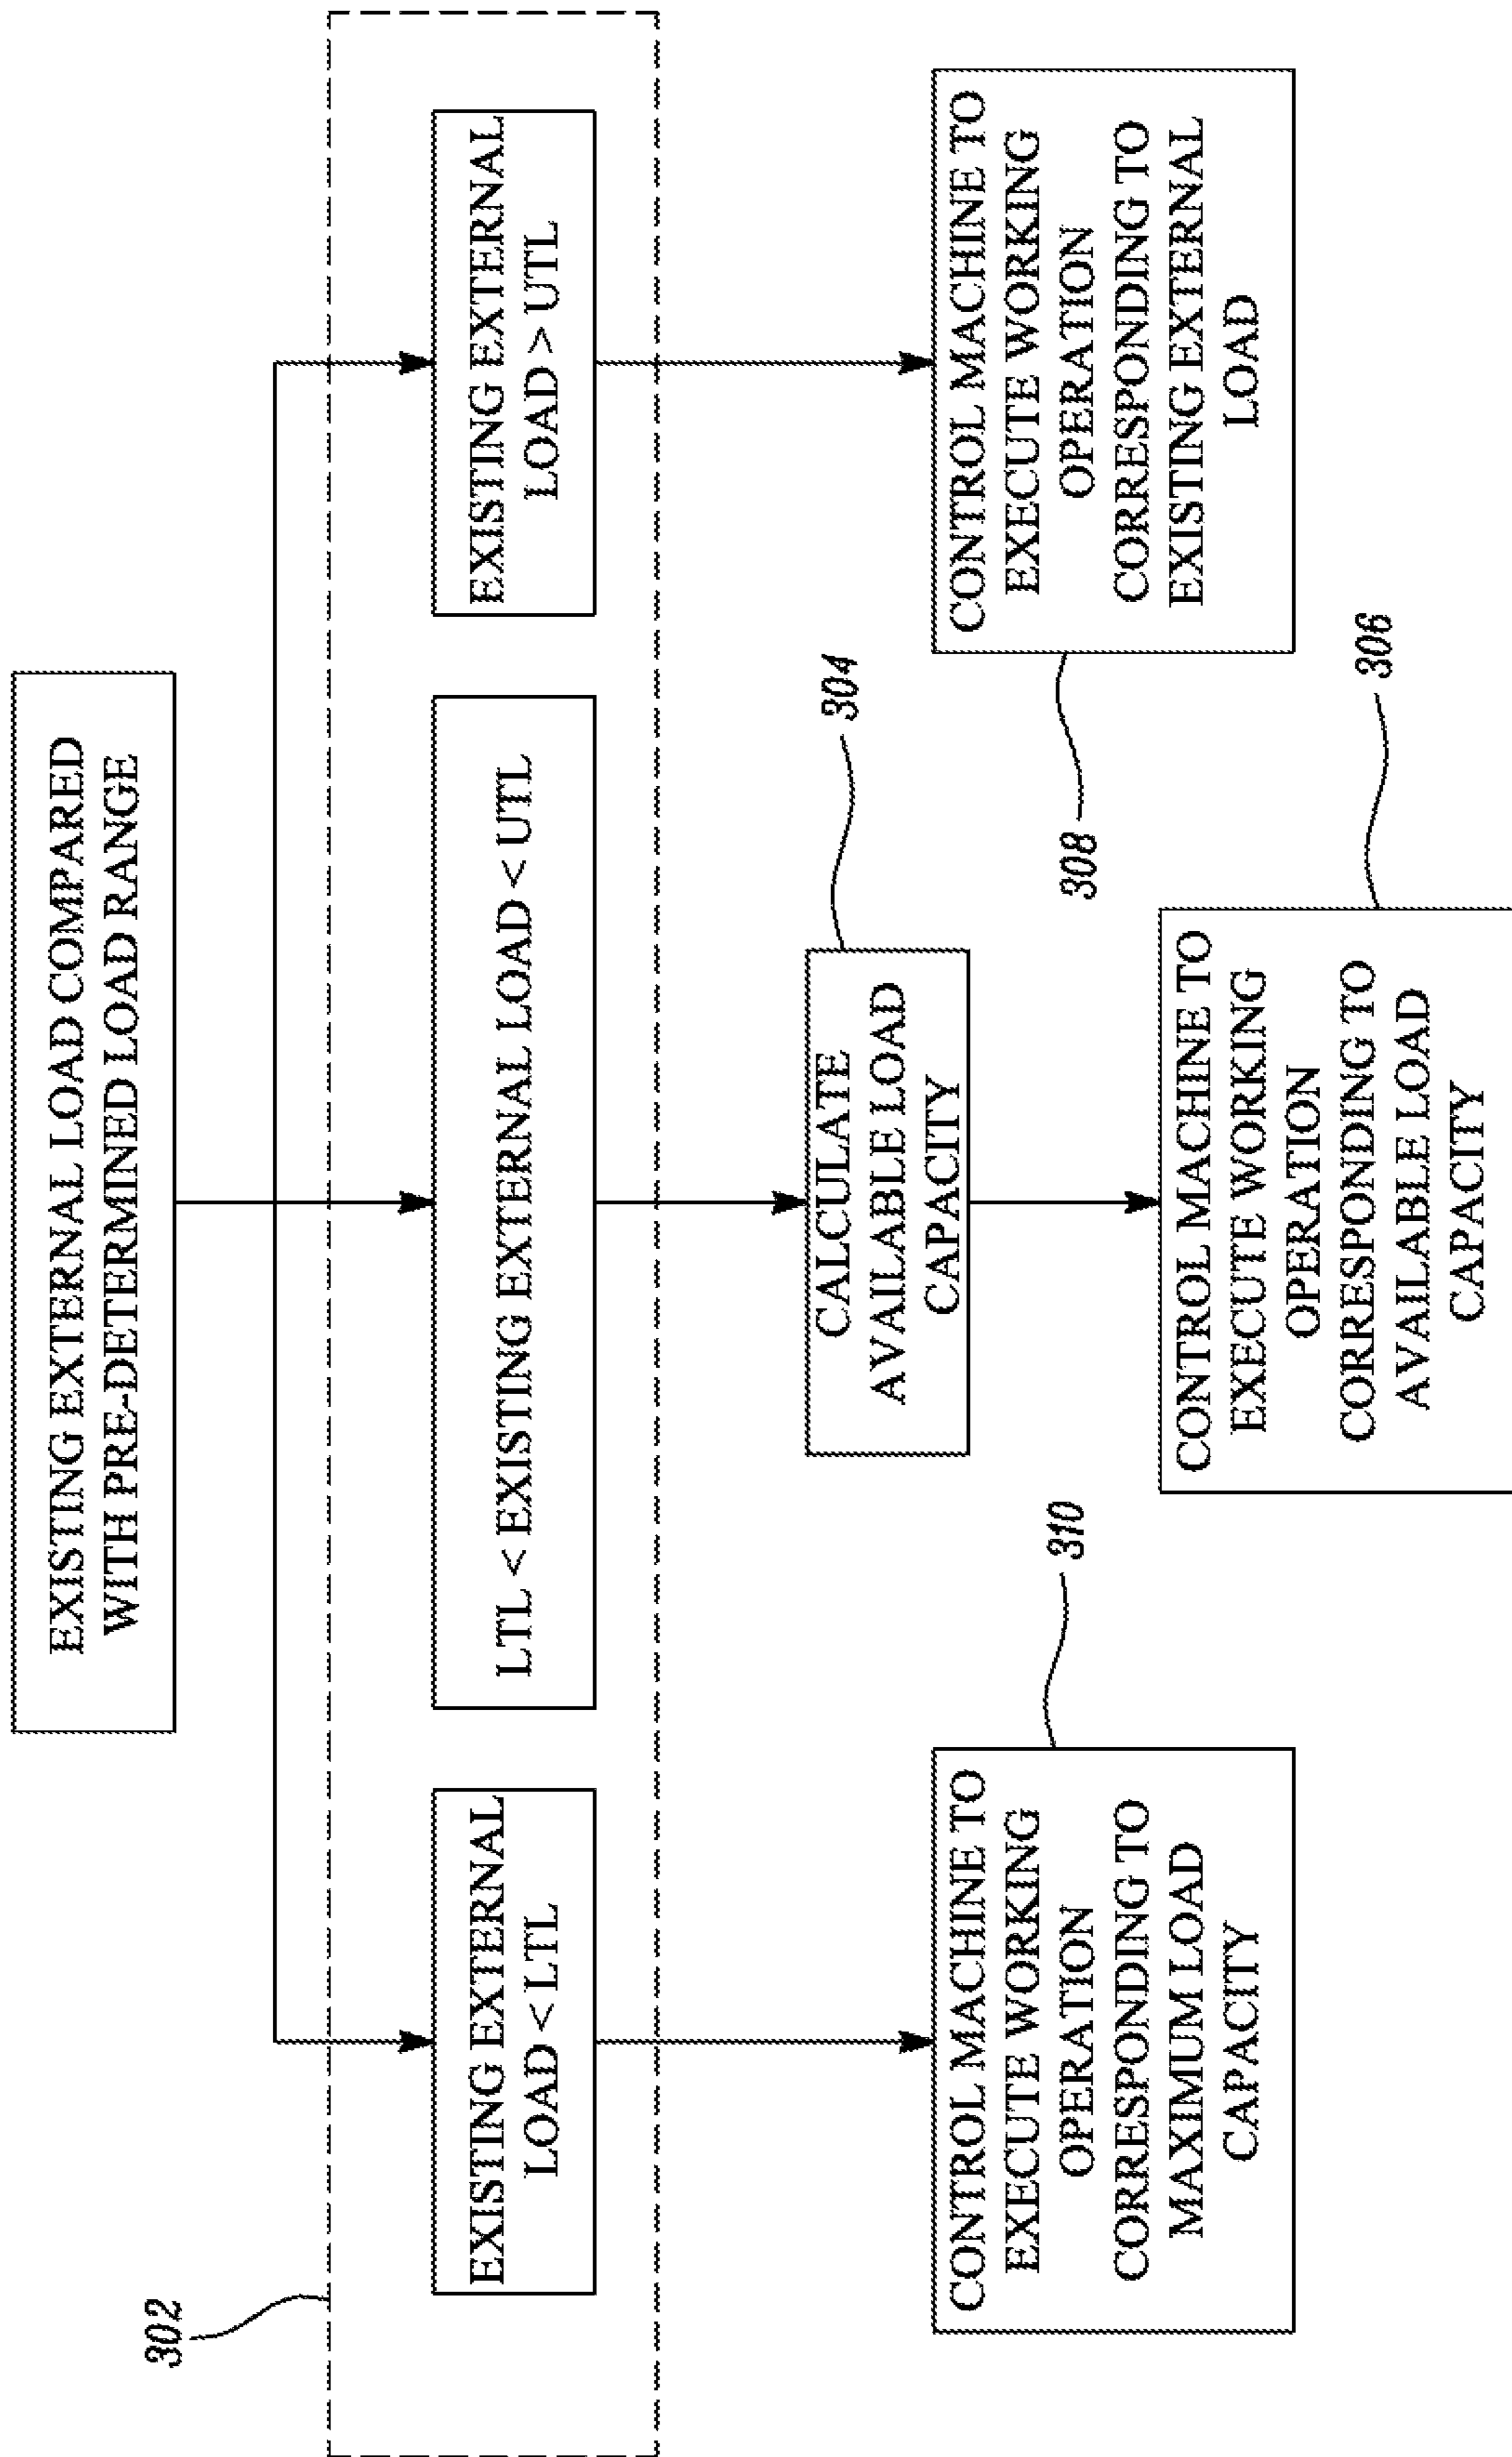 EXISTING EXTERNAL LOAD COMPARED
WITH PRE-DETERMINED LOAD RANGE
302
EXISTING EXTERNAL
LOAD < LTL
LTL < EXISTING EXTERNAL LOAD < UTL
EXISTING EXTERNAL
LOAD > UTL
310
CONTROL MACHINE TO
EXECUTE WORKING
OPERATION
CORRESPONDING TO
MAXIMUM LOAD
CAPACITY
304
CALCULATE
AVAILABLE LOAD
CAPACITY
306
CONTROL MACHINE TO
EXECUTE WORKING
OPERATION
CORRESPONDING TO
AVAILABLE LOAD
CAPACITY
308
CONTROL MACHINE TO
EXECUTE WORKING
OPERATION
CORRESPONDING TO
EXISTING EXTERNAL
LOAD